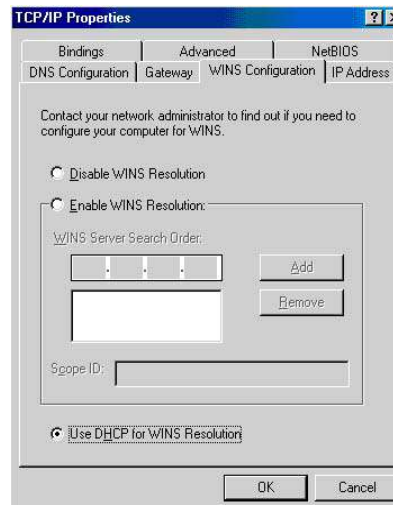 TCP/IP Properties
Bindings Advanced NetBIOS
DNS Configuration Gateway WINS Configuration IP Address
Contact your network administrator to find out if you need to
configure your computer for WINS.
Disable WINS Resolution
Enable WINS Resolution:
WINS Server Search Order:
. . .
Add
Remove
Scope ID:
Use DHCP for WINS Resolution
OK Cancel